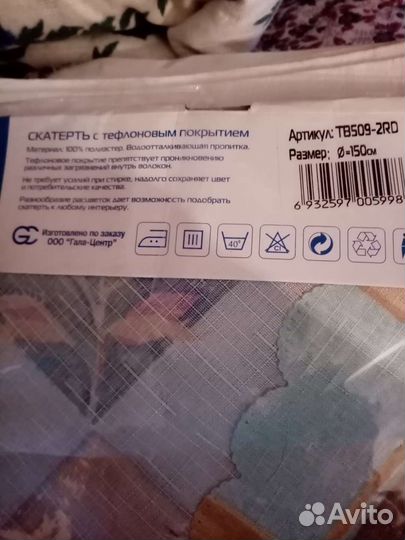 СКАТЕРТЬ с тефлоновым покрытием
Материал: 100% полиэстер. Водоотталкивающая пропитка.
Тефлоновое покрытие препятствует проникновению
различных загрязнений внутрь волокон.
Не требует усилий при стирке, надолго сохраняет цвет
и потребительские качества.
Разнообразие расцветок дает возможность подобрать
скатерть к любому интерьеру.
Артикул: TB509-2RD
Размер: Ø=150см
6 932597 005998
GC
Изготовлено по заказу
ООО "Гала-Центр"
40°
Cl
Avito